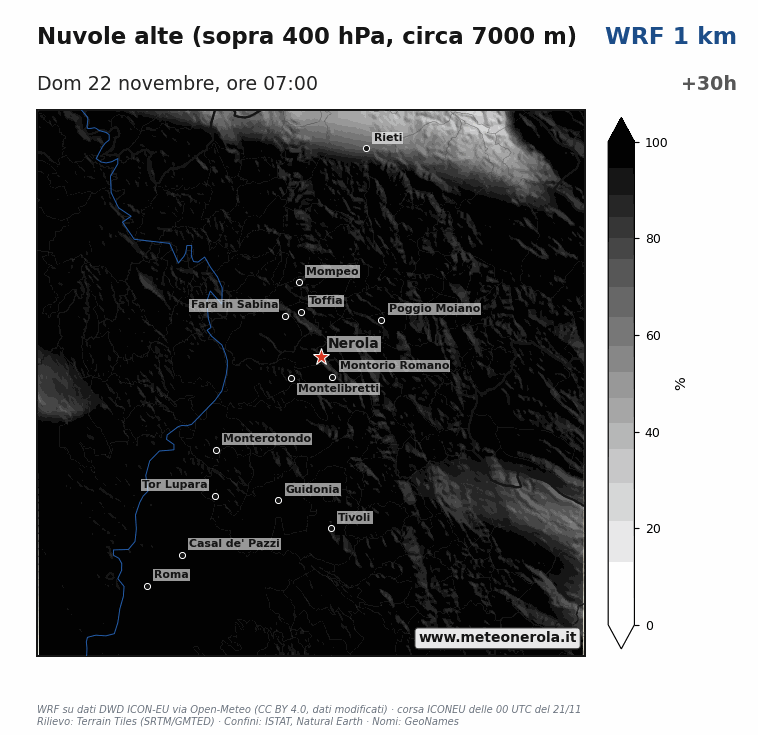 Nuvole alte (sopra 400 hPa, circa 7000 m) WRF 1 km
Dom 22 novembre, ore 07:00 +30h
Rieti
Mompeo
Toffia
Fara in Sabina
Poggio Moiano
Nerola
Montorio Romano
Montelibretti
Monterotondo
Tor Lupara
Guidonia
Tivoli
Casal de' Pazzi
Roma
www.meteonerola.it
100
80
60
40
20
0
%
WRF su dati DWD ICON-EU via Open-Meteo (CC BY 4.0, dati modificati) · corsa ICONEU delle 00 UTC del 21/11
Rilievo: Terrain Tiles (SRTM/GMTED) · Confini: ISTAT, Natural Earth · Nomi: GeoNames